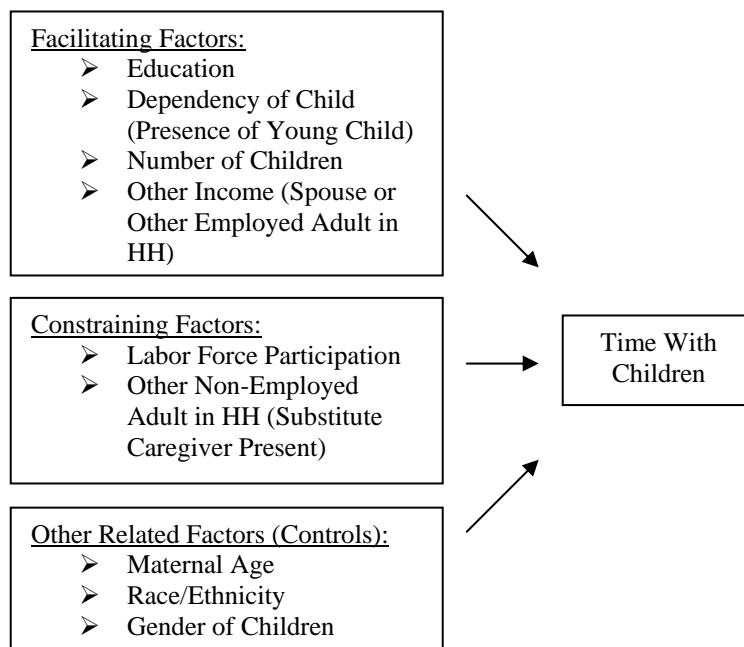 Facilitating Factors:
➢ Education
➢ Dependency of Child
(Presence of Young Child)
➢ Number of Children
➢ Other Income (Spouse or
Other Employed Adult in
HH)
Constraining Factors:
➢ Labor Force Participation
➢ Other Non-Employed
Adult in HH (Substitute
Caregiver Present)
Time With
Children
Other Related Factors (Controls):
➢ Maternal Age
➢ Race/Ethnicity
➢ Gender of Children